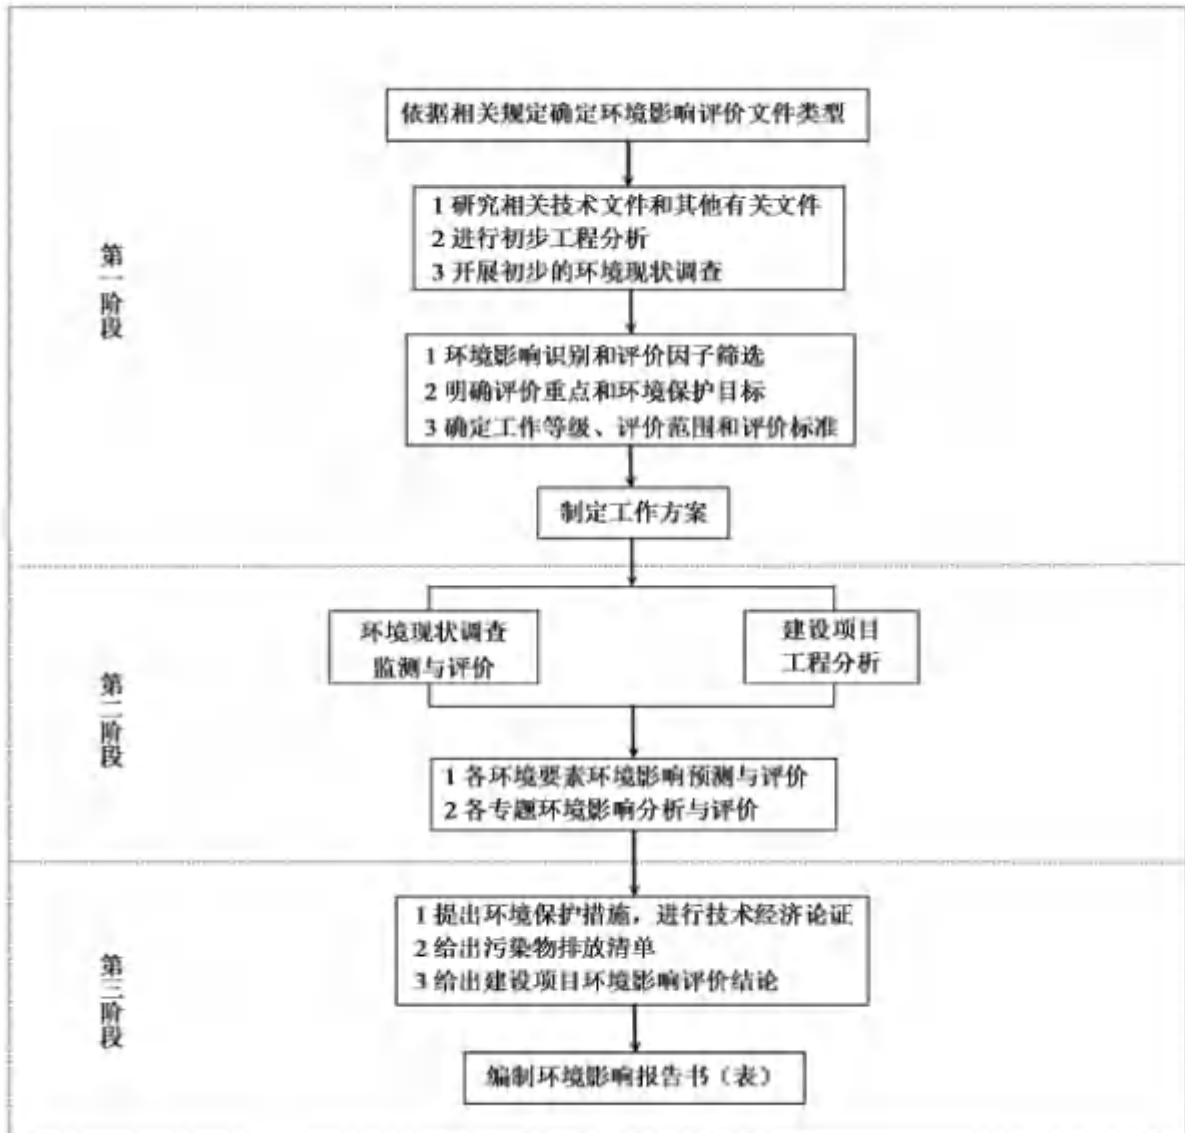 依据相关规定确定环境影响评价文件类型
1 研究相关技术文件和其他有关文件
2 进行初步工程分析
3 开展初步的环境现状调查
第一阶段
1 环境影响识别和评价因子筛选
2 明确评价重点和环境保护目标
3 确定工作等级、评价范围和评价标准
制定工作方案
环境现状调查
监测与评价
建设项目
工程分析
第二阶段
1 各环境要素环境影响预测与评价
2 各专题环境影响分析与评价
1 提出环境保护措施，进行技术经济论证
2 给出污染物排放清单
3 给出建设项目环境影响评价结论
第三阶段
编制环境影响报告书（表）